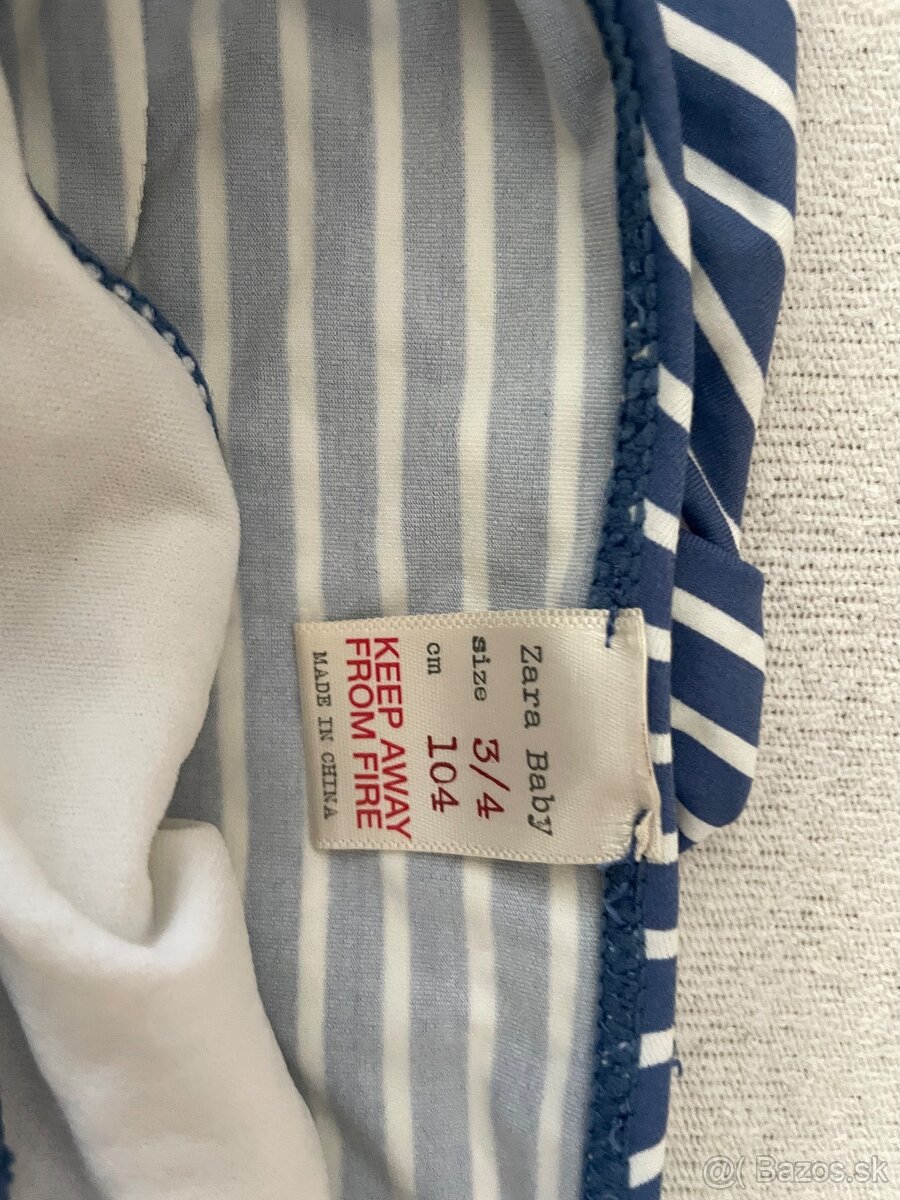 Zara Baby
size 3/4
cm 104
KEEP AWAY
FROM FIRE
MADE IN CHINA
@( Bazos.sk